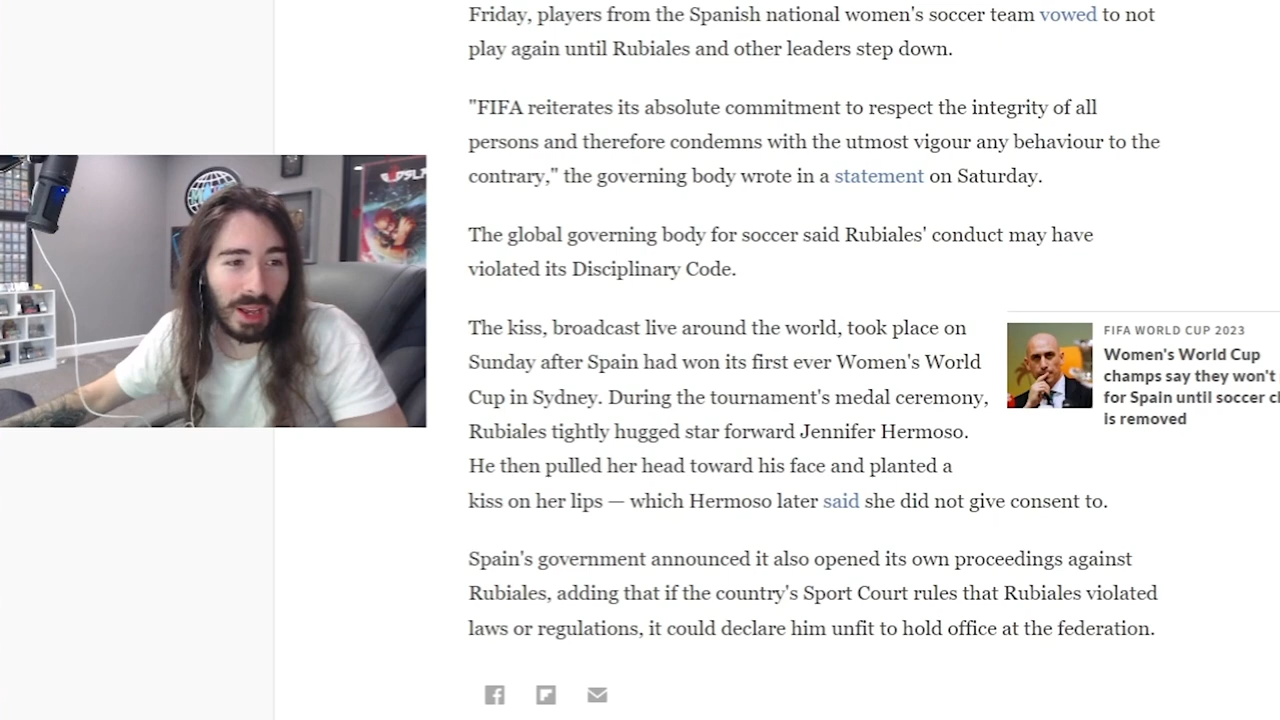 Friday, players from the Spanish national women's soccer team vowed to not
play again until Rubiales and other leaders step down.
"FIFA reiterates its absolute commitment to respect the integrity of all
persons and therefore condemns with the utmost vigour any behaviour to the
contrary," the governing body wrote in a statement on Saturday.
The global governing body for soccer said Rubiales' conduct may have
violated its Disciplinary Code.
The kiss, broadcast live around the world, took place on
Sunday after Spain had won its first ever Women's World
Cup in Sydney. During the tournament's medal ceremony,
Rubiales tightly hugged star forward Jennifer Hermoso.
He then pulled her head toward his face and planted a
kiss on her lips — which Hermoso later said she did not give consent to.
FIFA WORLD CUP 2023
Women's World Cup
champs say they won't
for Spain until soccer
is removed
Spain's government announced it also opened its own proceedings against
Rubiales, adding that if the country's Sport Court rules that Rubiales violated
laws or regulations, it could declare him unfit to hold office at the federation.